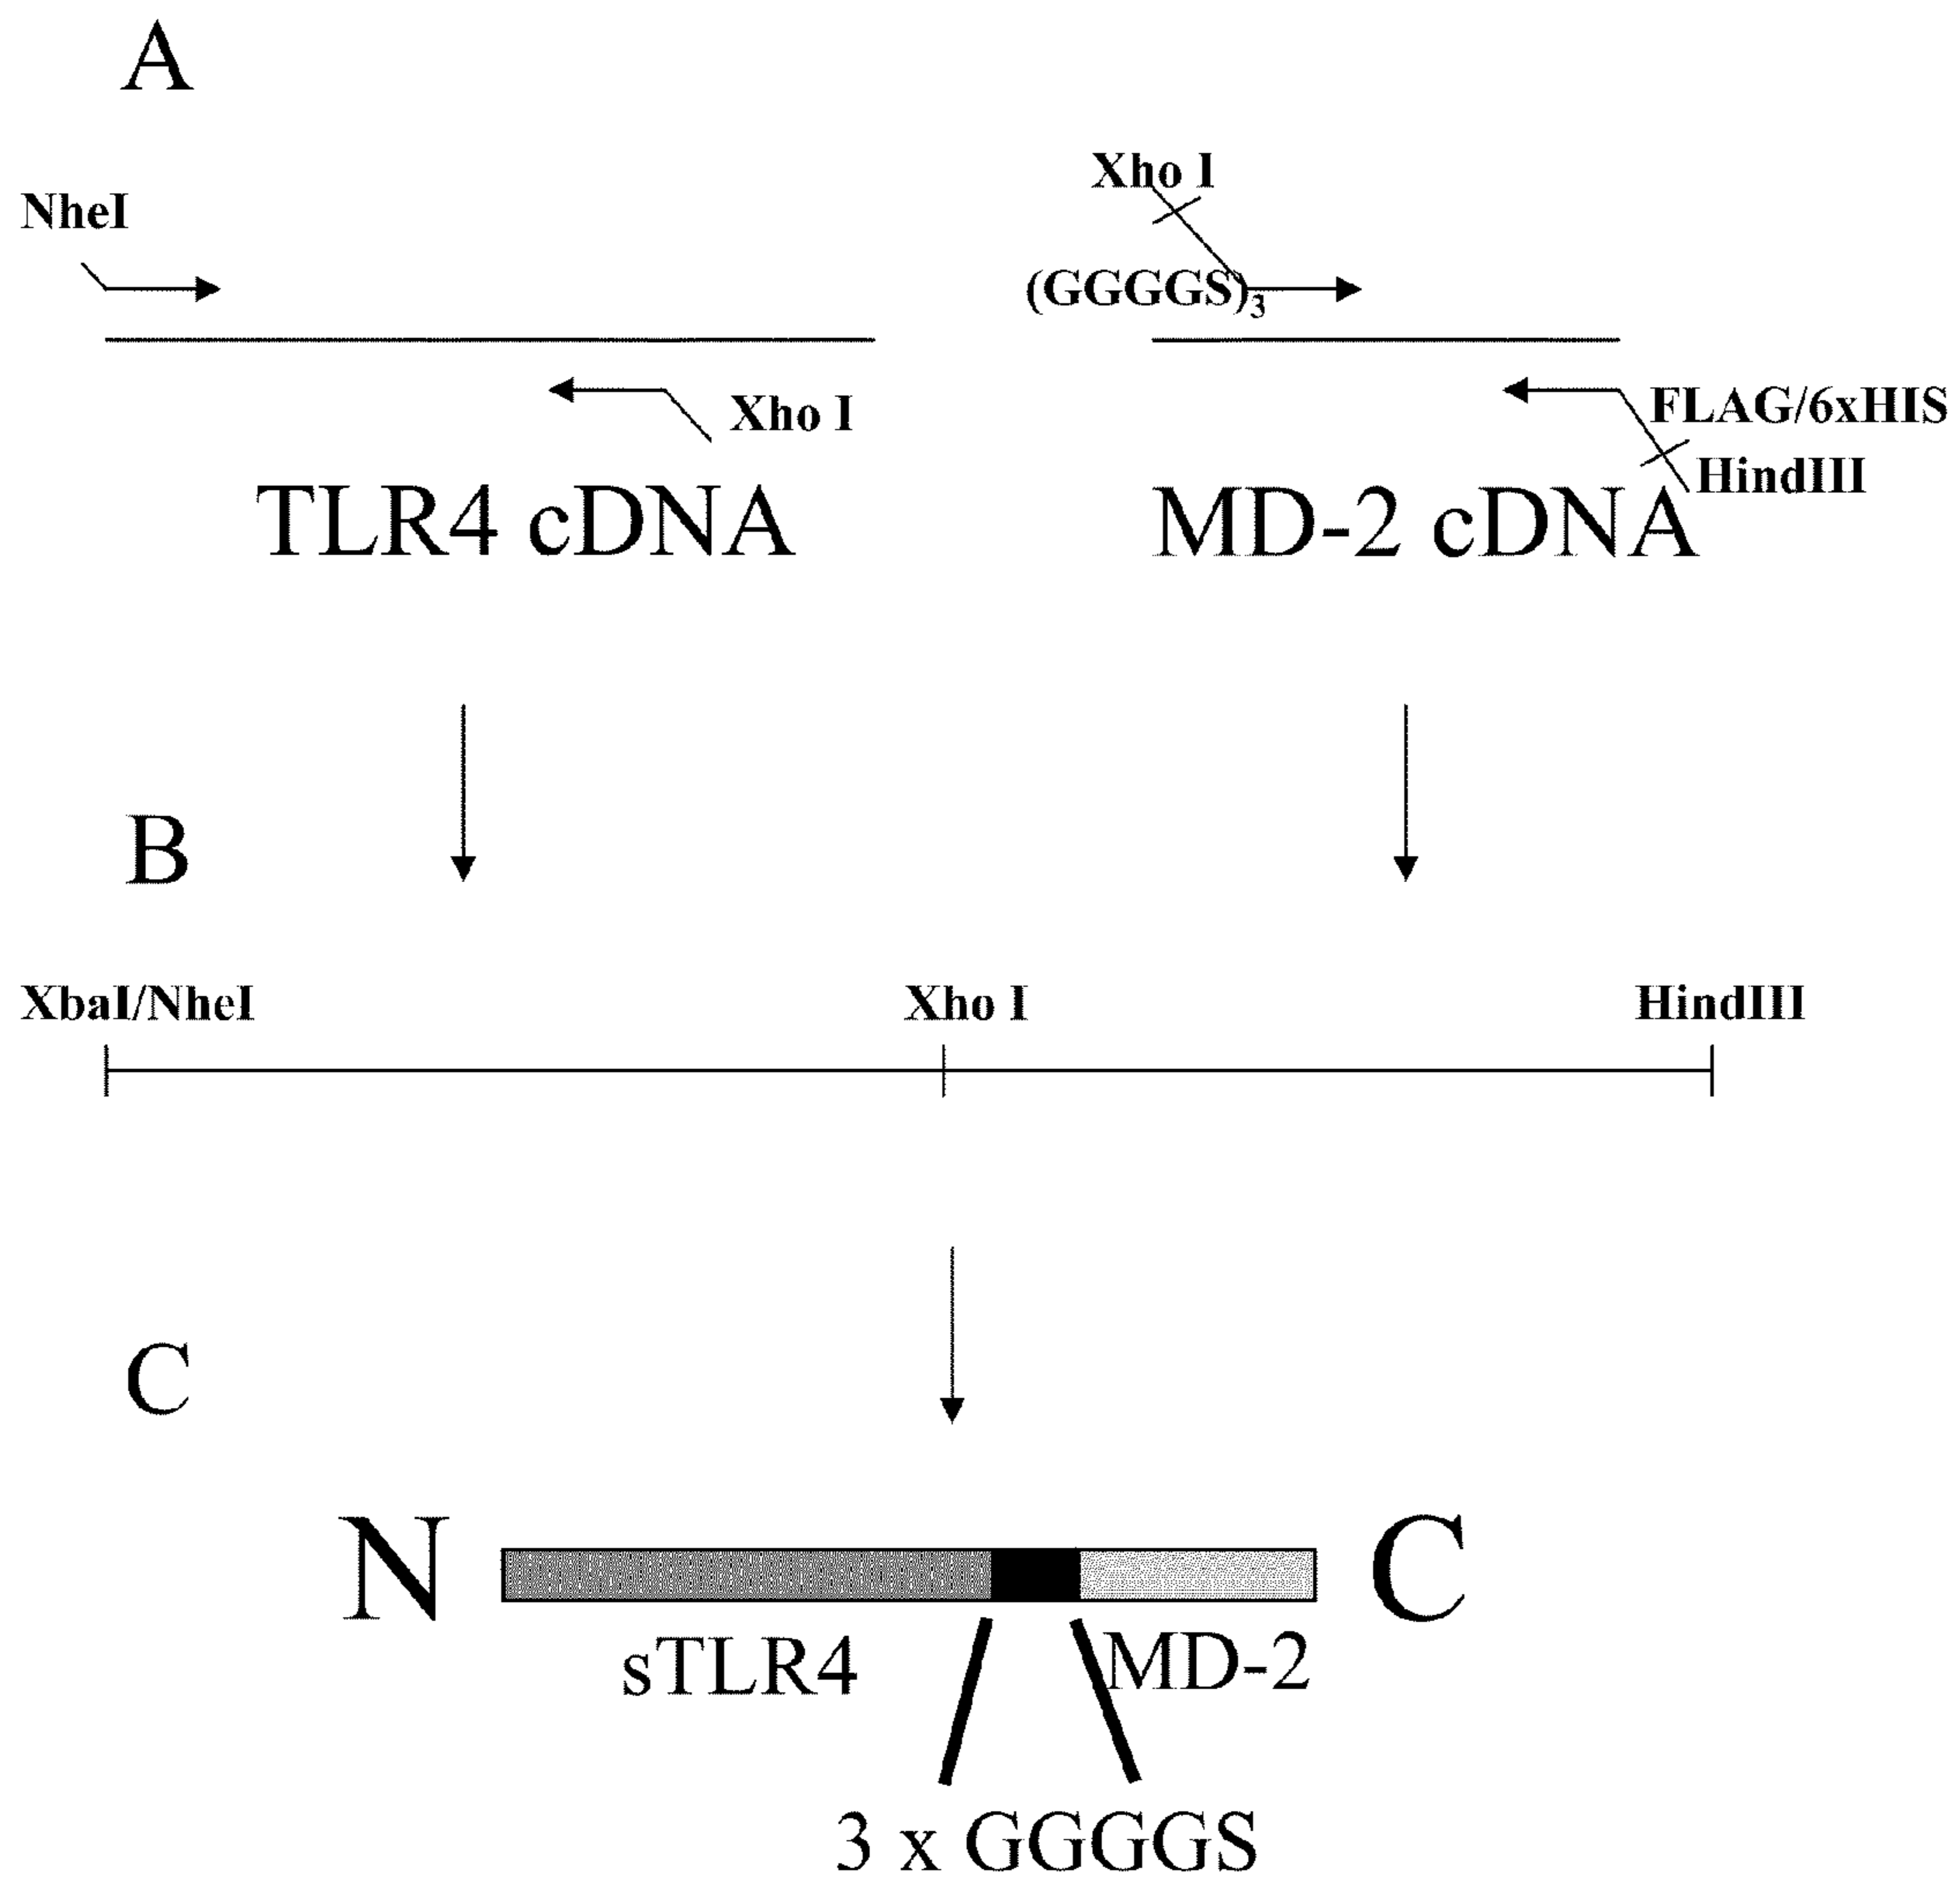 A
NheI
Xho I
(GGGGS)3
Xho I
FLAG/6xHIS
HindIII
TLR4 cDNA
MD-2 cDNA
B
XbaI/NheI
Xho I
HindIII
C
N
C
sTLR4
MD-2
3 x GGGGS